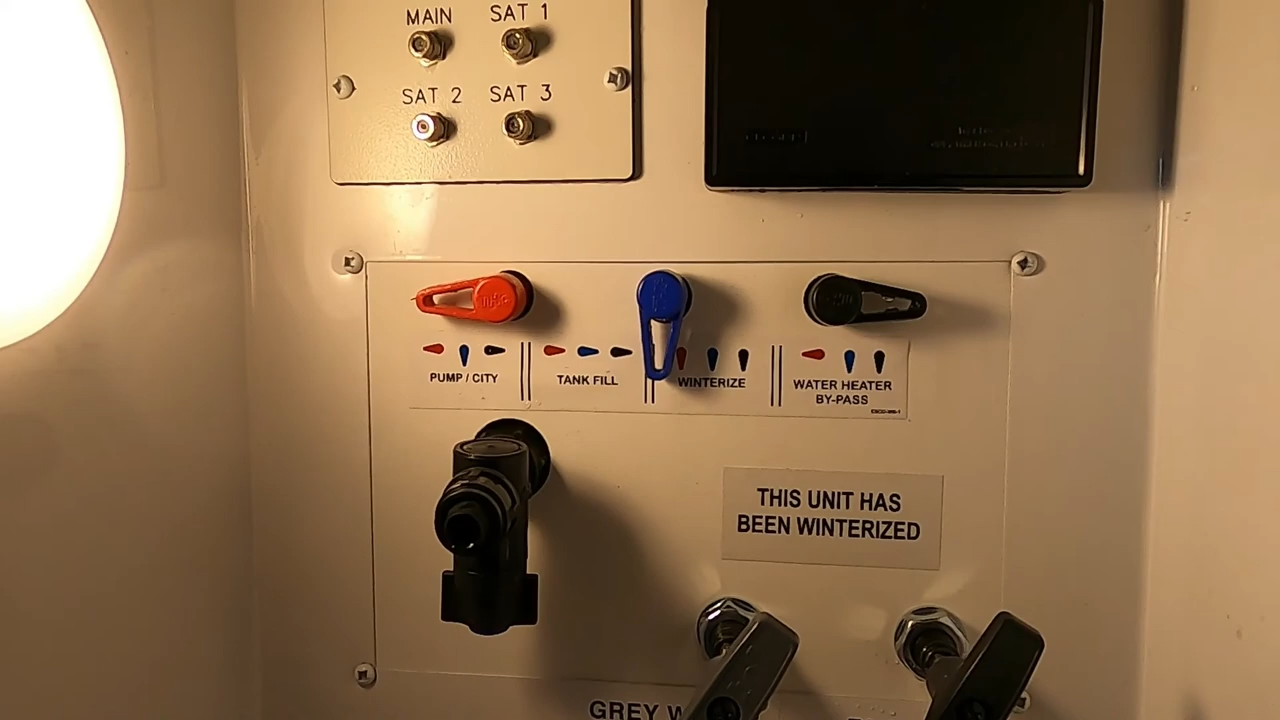 MAIN SAT 1
SAT 2 SAT 3
PUMP / CITY
TANK FILL
WINTERIZE
WATER HEATER
BY-PASS
THIS UNIT HAS
BEEN WINTERIZED
GREY